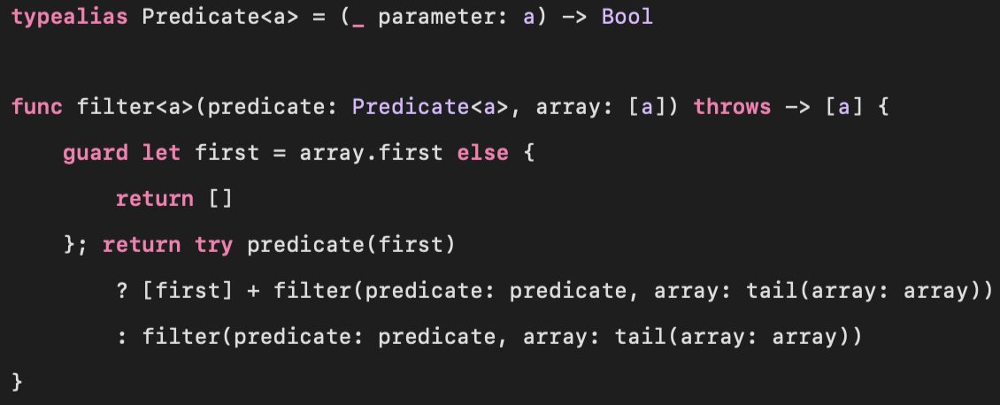 typealias Predicate<a> = (_ parameter: a) -> Bool
func filter<a>(predicate: Predicate<a>, array: [a]) throws -> [a] {
guard let first = array.first else {
return []
}; return try predicate(first)
? [first] + filter(predicate: predicate, array: tail(array: array))
: filter(predicate: predicate, array: tail(array: array))
}